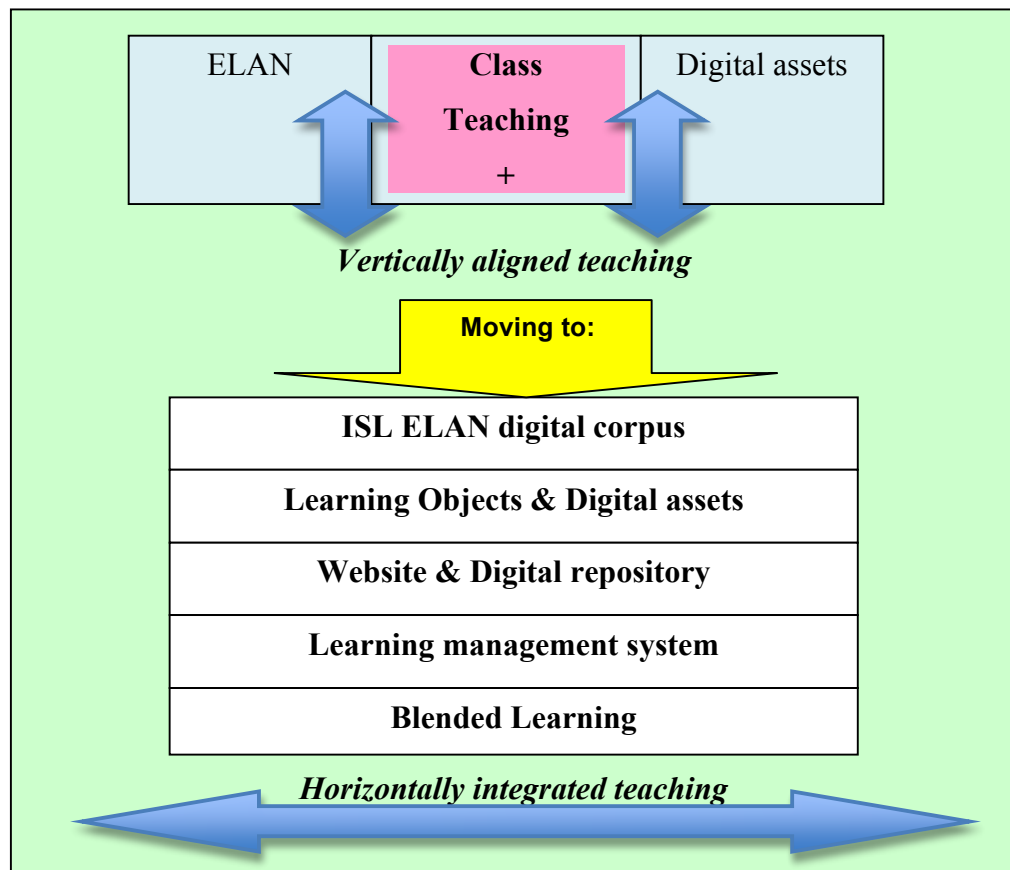 ELAN
Class
Teaching
+
Digital assets
Vertically aligned teaching
Moving to:
ISL ELAN digital corpus
Learning Objects & Digital assets
Website & Digital repository
Learning management system
Blended Learning
Horizontally integrated teaching